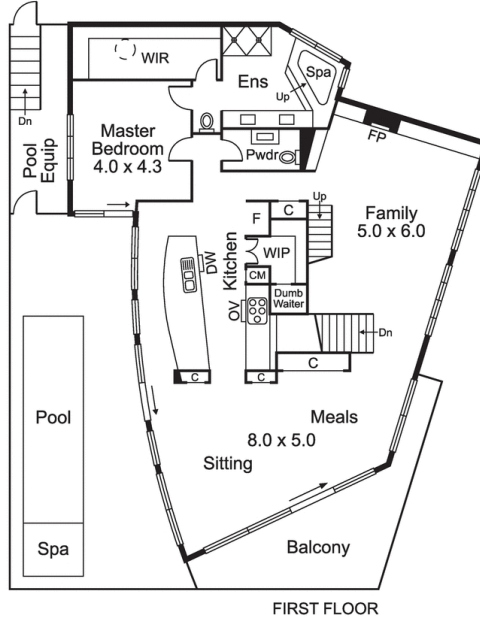 WIR
Ens
Spa
Up
Dn
Pool
Equip
Master
Bedroom
4.0 x 4.3
Pwdr
FP
Family
5.0 x 6.0
F
C
Up
Kitchen
WIP
DW
CM
OV
Dumb
Waiter
Dn
C
C
C
Pool
Meals
8.0 x 5.0
Sitting
Spa
Balcony
FIRST FLOOR